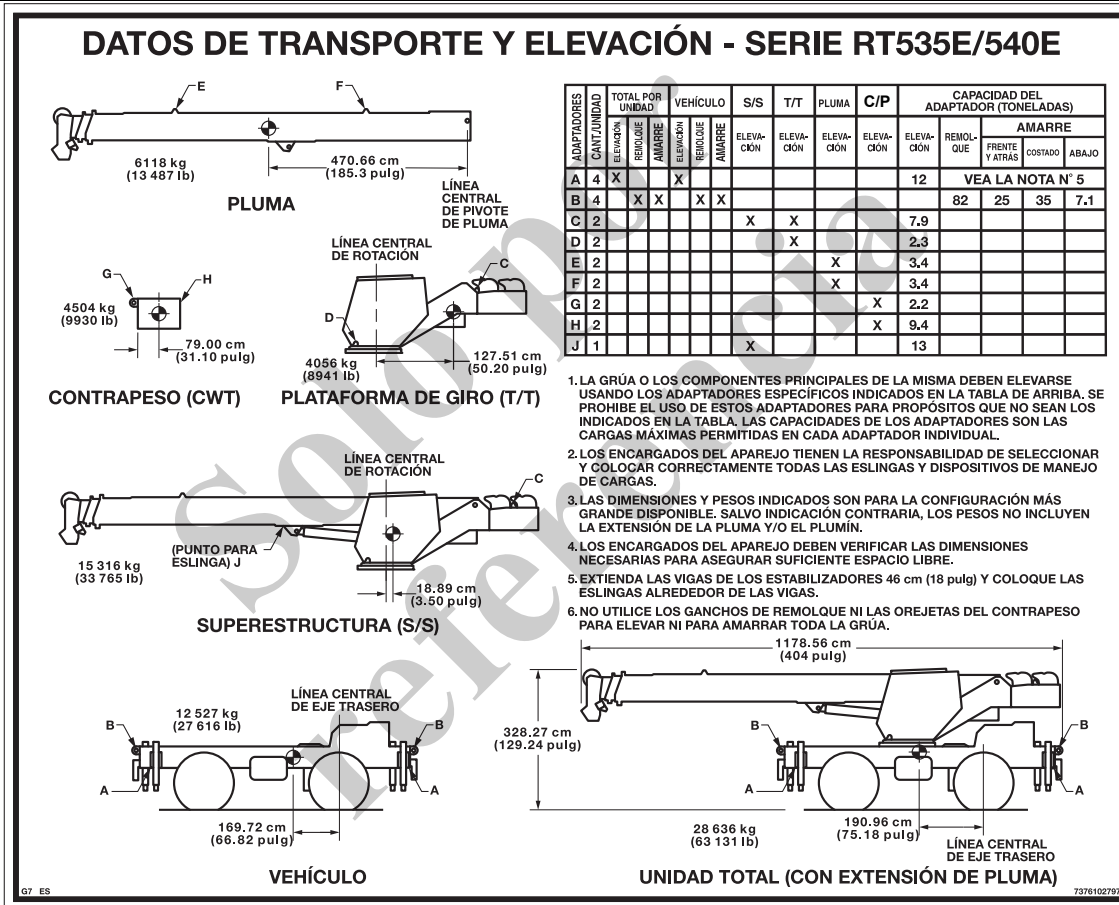 DATOS DE TRANSPORTE Y ELEVACIÓN - SERIE RT535E/540E
E
F
6118 kg
(13 487 lb)
470.66 cm
(185.3 pulg)
LÍNEA
CENTRAL
DE PIVOTE
DE PLUMA
PLUMA
G
H
4504 kg
(9930 lb)
79.00 cm
(31.10 pulg)
CONTRAPESO (CWT)
LÍNEA CENTRAL
DE ROTACIÓN
C
D
4056 kg
(8941 lb)
127.51 cm
(50.20 pulg)
PLATAFORMA DE GIRO (T/T)
LÍNEA CENTRAL
DE ROTACIÓN
C
(PUNTO PARA
ESLINGA) J
15 316 kg
(33 765 lb)
18.89 cm
(3.50 pulg)
SUPERESTRUCTURA (S/S)
LÍNEA CENTRAL
DE EJE TRASERO
12 527 kg
(27 616 lb)
B
B
A
A
169.72 cm
(66.82 pulg)
VEHÍCULO
ADAPTADORES CANT./UNIDAD TOTAL POR UNIDAD VEHÍCULO S/S T/T PLUMA C/P CAPACIDAD DEL ADAPTADOR (TONELADAS)
ELEVACIÓN REMOLQUE AMARRE ELEVACIÓN REMOLQUE AMARRE ELEVA-CIÓN ELEVA-CIÓN ELEVA-CIÓN ELEVA-CIÓN ELEVA-CIÓN REMOL-QUE AMARRE
FRENTE Y ATRÁS COSTADO ABAJO
A 4 X X 12 VEA LA NOTA N° 5
B 4 X X X X 82 25 35 7.1
C 2 X X 7.9
D 2 X 2.3
E 2 X 3.4
F 2 X 3.4
G 2 X 2.2
H 2 X 9.4
J 1 X 13
1. LA GRÚA O LOS COMPONENTES PRINCIPALES DE LA MISMA DEBEN ELEVARSE
USANDO LOS ADAPTADORES ESPECÍFICOS INDICADOS EN LA TABLA DE ARRIBA. SE
PROHIBE EL USO DE ESTOS ADAPTADORES PARA PROPÓSITOS QUE NO SEAN LOS
INDICADOS EN LA TABLA. LAS CAPACIDADES DE LOS ADAPTADORES SON LAS
CARGAS MÁXIMAS PERMITIDAS EN CADA ADAPTADOR INDIVIDUAL.
2. LOS ENCARGADOS DEL APAREJO TIENEN LA RESPONSABILIDAD DE SELECCIONAR
Y COLOCAR CORRECTAMENTE TODAS LAS ESLINGAS Y DISPOSITIVOS DE MANEJO
DE CARGAS.
3. LAS DIMENSIONES Y PESOS INDICADOS SON PARA LA CONFIGURACIÓN MÁS
GRANDE DISPONIBLE. SALVO INDICACIÓN CONTRARIA, LOS PESOS NO INCLUYEN
LA EXTENSIÓN DE LA PLUMA Y/O EL PLUMÍN.
4. LOS ENCARGADOS DEL APAREJO DEBEN VERIFICAR LAS DIMENSIONES
NECESARIAS PARA ASEGURAR SUFICIENTE ESPACIO LIBRE.
5. EXTIENDA LAS VIGAS DE LOS ESTABILIZADORES 46 cm (18 pulg) Y COLOQUE LAS
ESLINGAS ALREDEDOR DE LAS VIGAS.
6. NO UTILICE LOS GANCHOS DE REMOLQUE NI LAS OREJETAS DEL CONTRAPESO
PARA ELEVAR NI PARA AMARRAR TODA LA GRÚA.
1178.56 cm
(404 pulg)
328.27 cm
(129.24 pulg)
B
B
A
A
28 636 kg
(63 131 lb)
190.96 cm
(75.18 pulg)
LÍNEA CENTRAL
DE EJE TRASERO
UNIDAD TOTAL (CON EXTENSIÓN DE PLUMA)
G7 ES
7376102797
Solo por
referencia